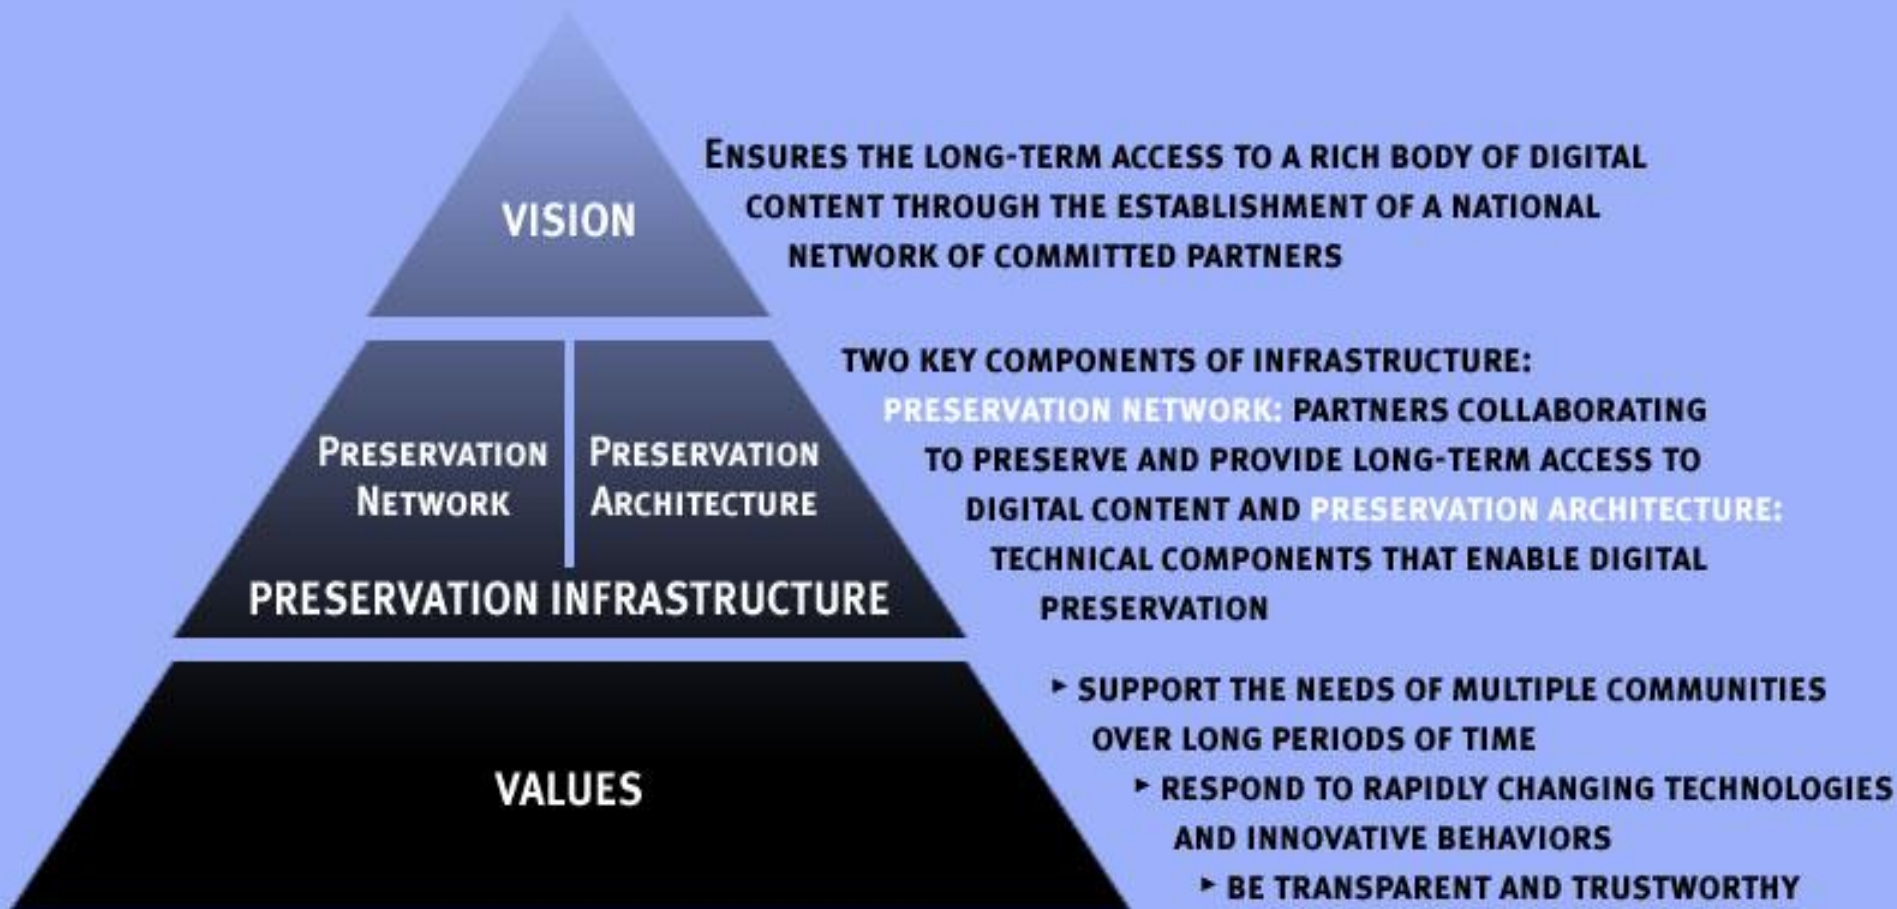 VISION
ENSURES THE LONG-TERM ACCESS TO A RICH BODY OF DIGITAL
CONTENT THROUGH THE ESTABLISHMENT OF A NATIONAL
NETWORK OF COMMITTED PARTNERS
PRESERVATION
NETWORK
PRESERVATION
ARCHITECTURE
PRESERVATION INFRASTRUCTURE
TWO KEY COMPONENTS OF INFRASTRUCTURE:
PRESERVATION NETWORK: PARTNERS COLLABORATING
TO PRESERVE AND PROVIDE LONG-TERM ACCESS TO
DIGITAL CONTENT AND PRESERVATION ARCHITECTURE:
TECHNICAL COMPONENTS THAT ENABLE DIGITAL
PRESERVATION
VALUES
► SUPPORT THE NEEDS OF MULTIPLE COMMUNITIES
OVER LONG PERIODS OF TIME
► RESPOND TO RAPIDLY CHANGING TECHNOLOGIES
AND INNOVATIVE BEHAVIORS
► BE TRANSPARENT AND TRUSTWORTHY